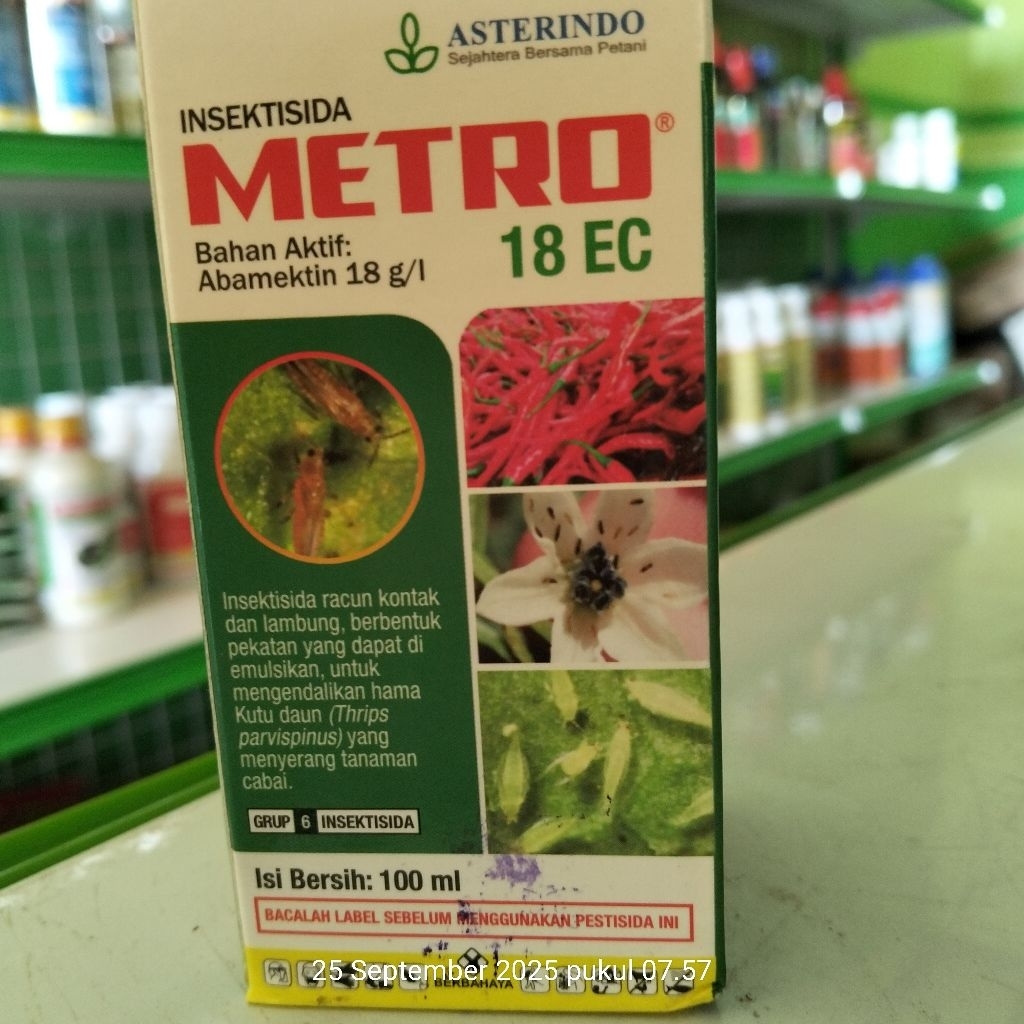 ASTERINDO
Sejahtera Bersama Petani
INSEKTISIDA
METRO®
18 EC
Bahan Aktif:
Abamektin 18 g/l
Insektisida racun kontak
dan lambung, berbentuk
pekatan yang dapat di
emulsikan, untuk
mengendalikan hama
Kutu daun (Thrips
parvispinus) yang
menyerang tanaman
cabai.
GRUP 6 INSEKTISIDA
Isi Bersih: 100 ml
BACALAH LABEL SEBELUM MENGGUNAKAN PESTISIDA INI
25 September 2025 pukul 07.57
BERBAHAYA